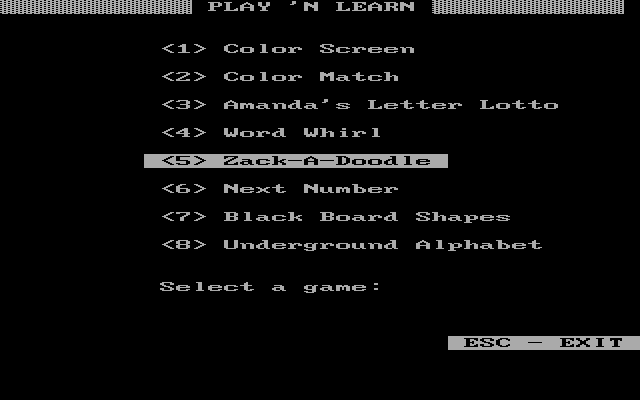 PLAY 'N LEARN
<1> Color Screen
<2> Color Match
<3> Amanda's Letter Lotto
<4> Word Whirl
<5> Zack-A-Doodle
<6> Next Number
<7> Black Board Shapes
<8> Underground Alphabet
Select a game:
ESC - EXIT